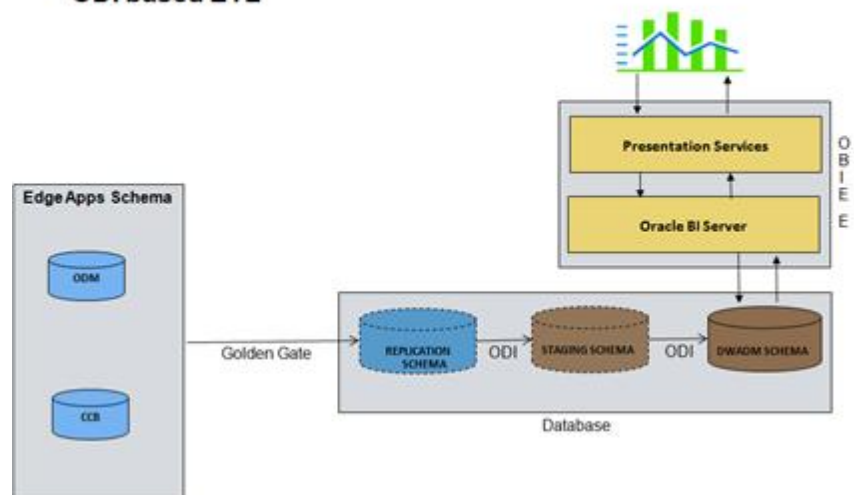 Edge Apps Schema
ODM
CCB
Golden Gate
REPLICATION
SCHEMA
ODI
STAGING SCHEMA
ODI
DWADM SCHEMA
Database
Presentation Services
Oracle BI Server
O
B
I
E
E